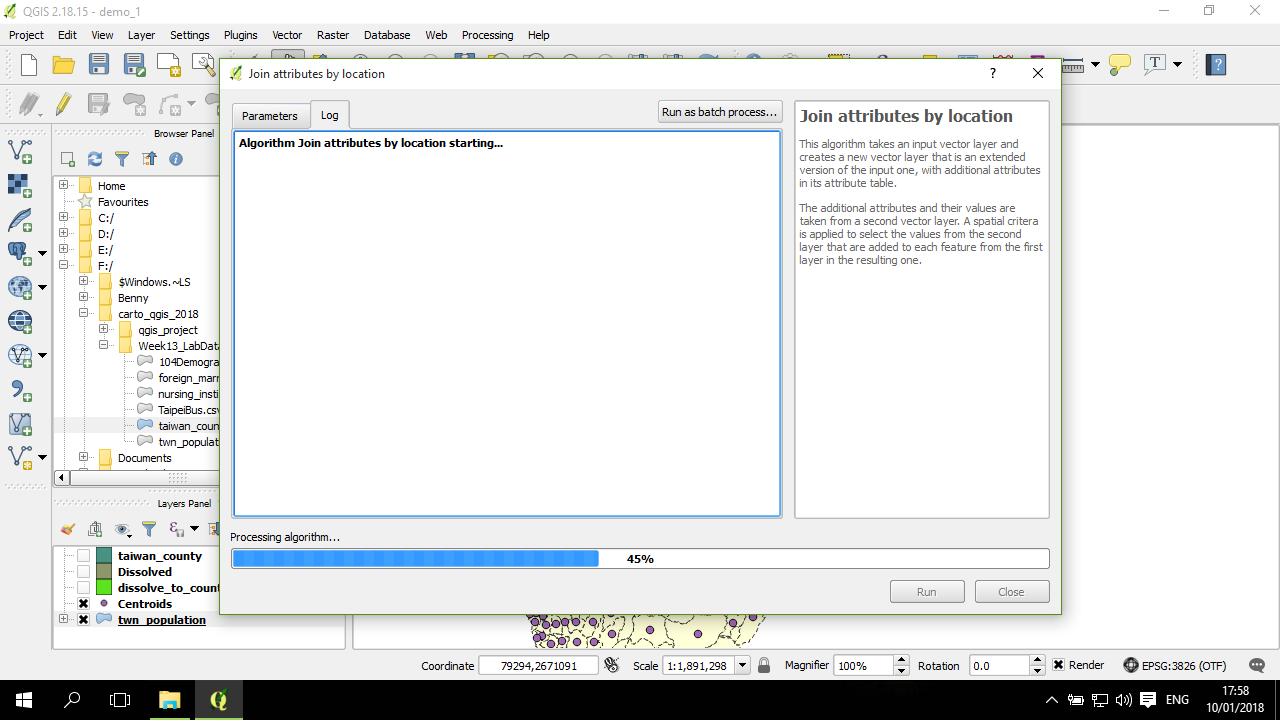 QGIS 2.18.15 - demo_1
Project Edit View Layer Settings Plugins Vector Raster Database Web Processing Help
Join attributes by location
?
Parameters
Log
Run as batch process...
Algorithm Join attributes by location starting...
Join attributes by location
This algorithm takes an input vector layer and
creates a new vector layer that is an extended
version of the input one, with additional attributes
in its attribute table.
The additional attributes and their values are
taken from a second vector layer. A spatial critera
is applied to select the values from the second
layer that are added to each feature from the first
layer in the resulting one.
Processing algorithm...
45%
Run
Close
Browser Panel
Home
Favourites
C:/
D:/
E:/
F:/
$Windows.~LS
Benny
carto_qgis_2018
qgis_project
Week13_LabData
104Demogra
foreign_marr
nursing_insti
TaipeiBus.csv
taiwan_coun
twn_populat
Documents
Layers Panel
taiwan_county
Dissolved
dissolve_to_count
Centroids
twn_population
Coordinate 79294,2671091 Scale 1:1,891,298 Magnifier 100% Rotation 0.0 Render EPSG:3826 (OTF)
ENG
17:58
10/01/2018